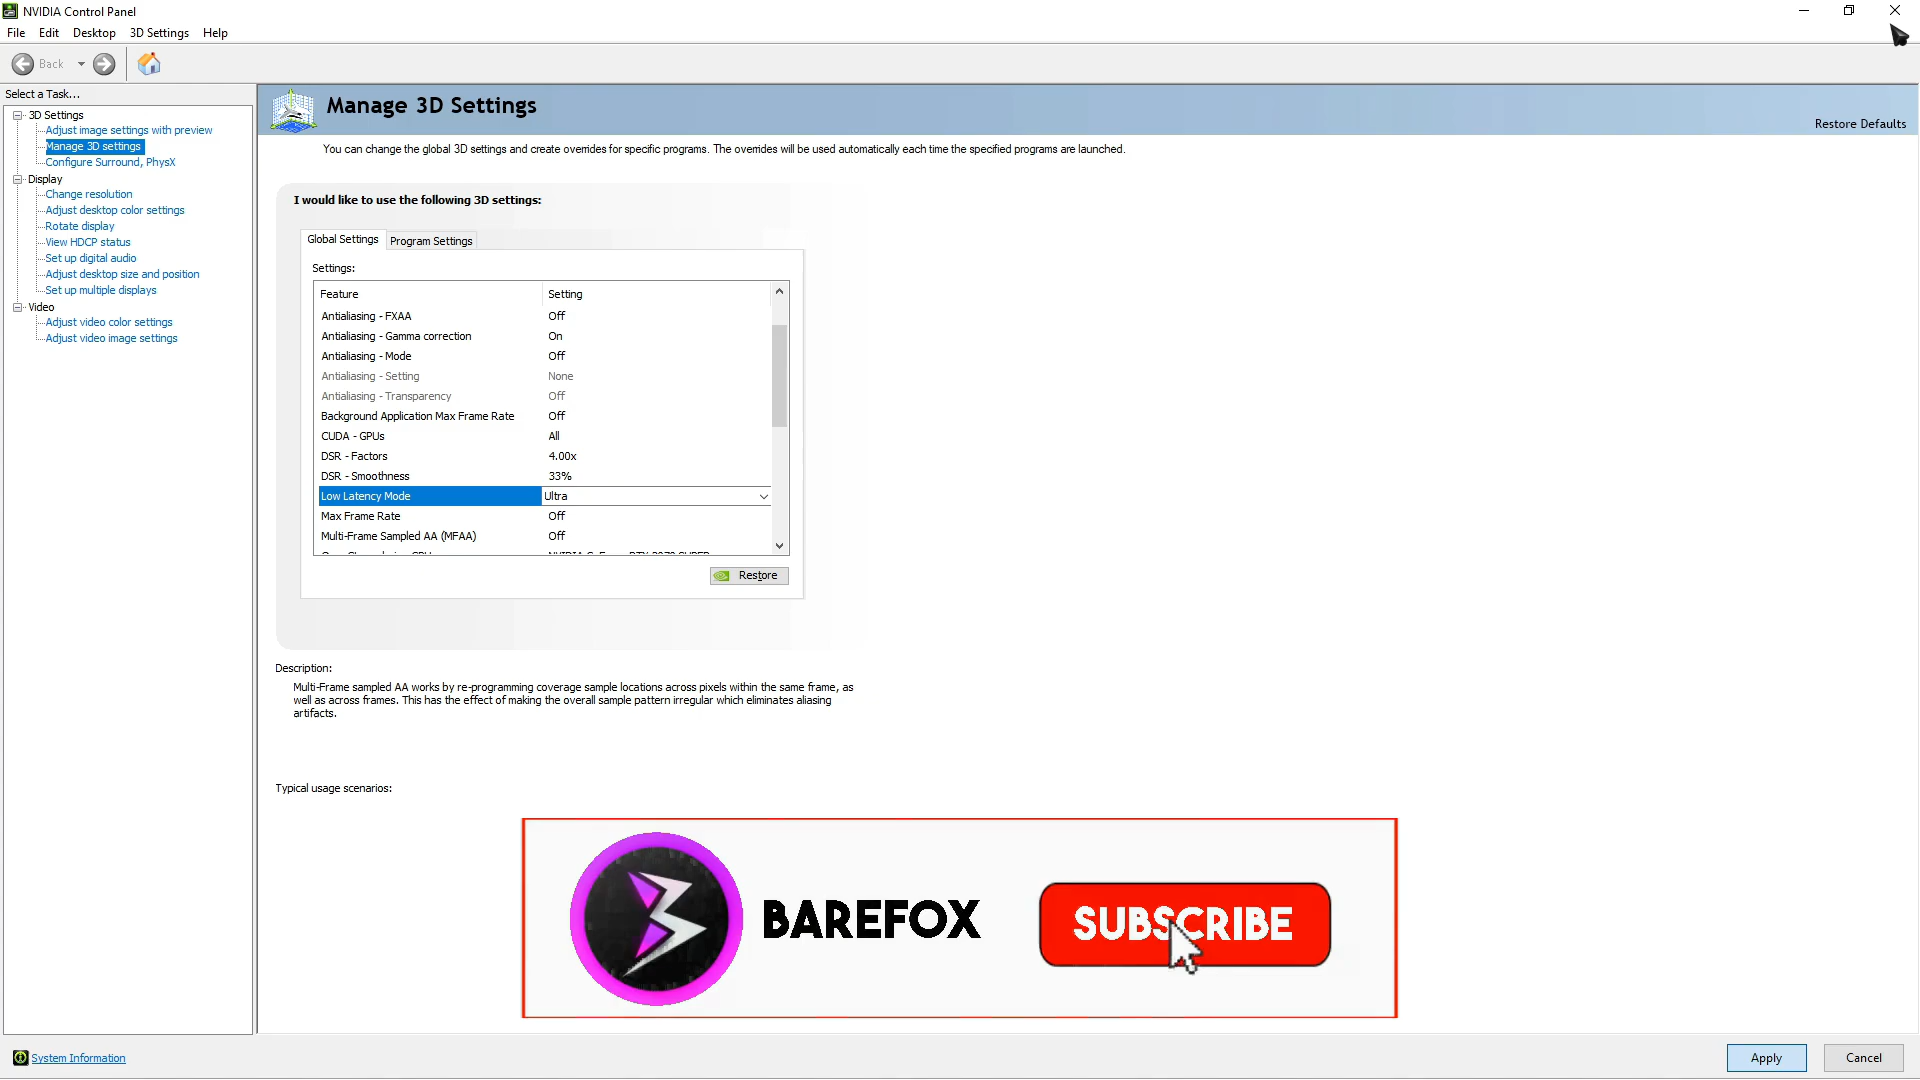 NVIDIA Control Panel
File Edit Desktop 3D Settings Help
Back
Select a Task...
3D Settings
Adjust image settings with preview
Manage 3D settings
Configure Surround, PhysX
Display
Change resolution
Adjust desktop color settings
Rotate display
View HDCP status
Set up digital audio
Adjust desktop size and position
Set up multiple displays
Video
Adjust video color settings
Adjust video image settings
Manage 3D Settings
Restore Defaults
You can change the global 3D settings and create overrides for specific programs. The overrides will be used automatically each time the specified programs are launched.
I would like to use the following 3D settings:
Global Settings Program Settings
Settings:
Feature Setting
Antialiasing - FXAA Off
Antialiasing - Gamma correction On
Antialiasing - Mode Off
Antialiasing - Setting None
Antialiasing - Transparency Off
Background Application Max Frame Rate Off
CUDA - GPUs All
DSR - Factors 4.00x
DSR - Smoothness 33%
Low Latency Mode Ultra
Max Frame Rate Off
Multi-Frame Sampled AA (MFAA) Off
Restore
Description:
Multi-Frame sampled AA works by re-programming coverage sample locations across pixels within the same frame, as
well as across frames. This has the effect of making the overall sample pattern irregular which eliminates aliasing
artifacts.
Typical usage scenarios:
BAREFOX
SUBSCRIBE
System Information
Apply Cancel